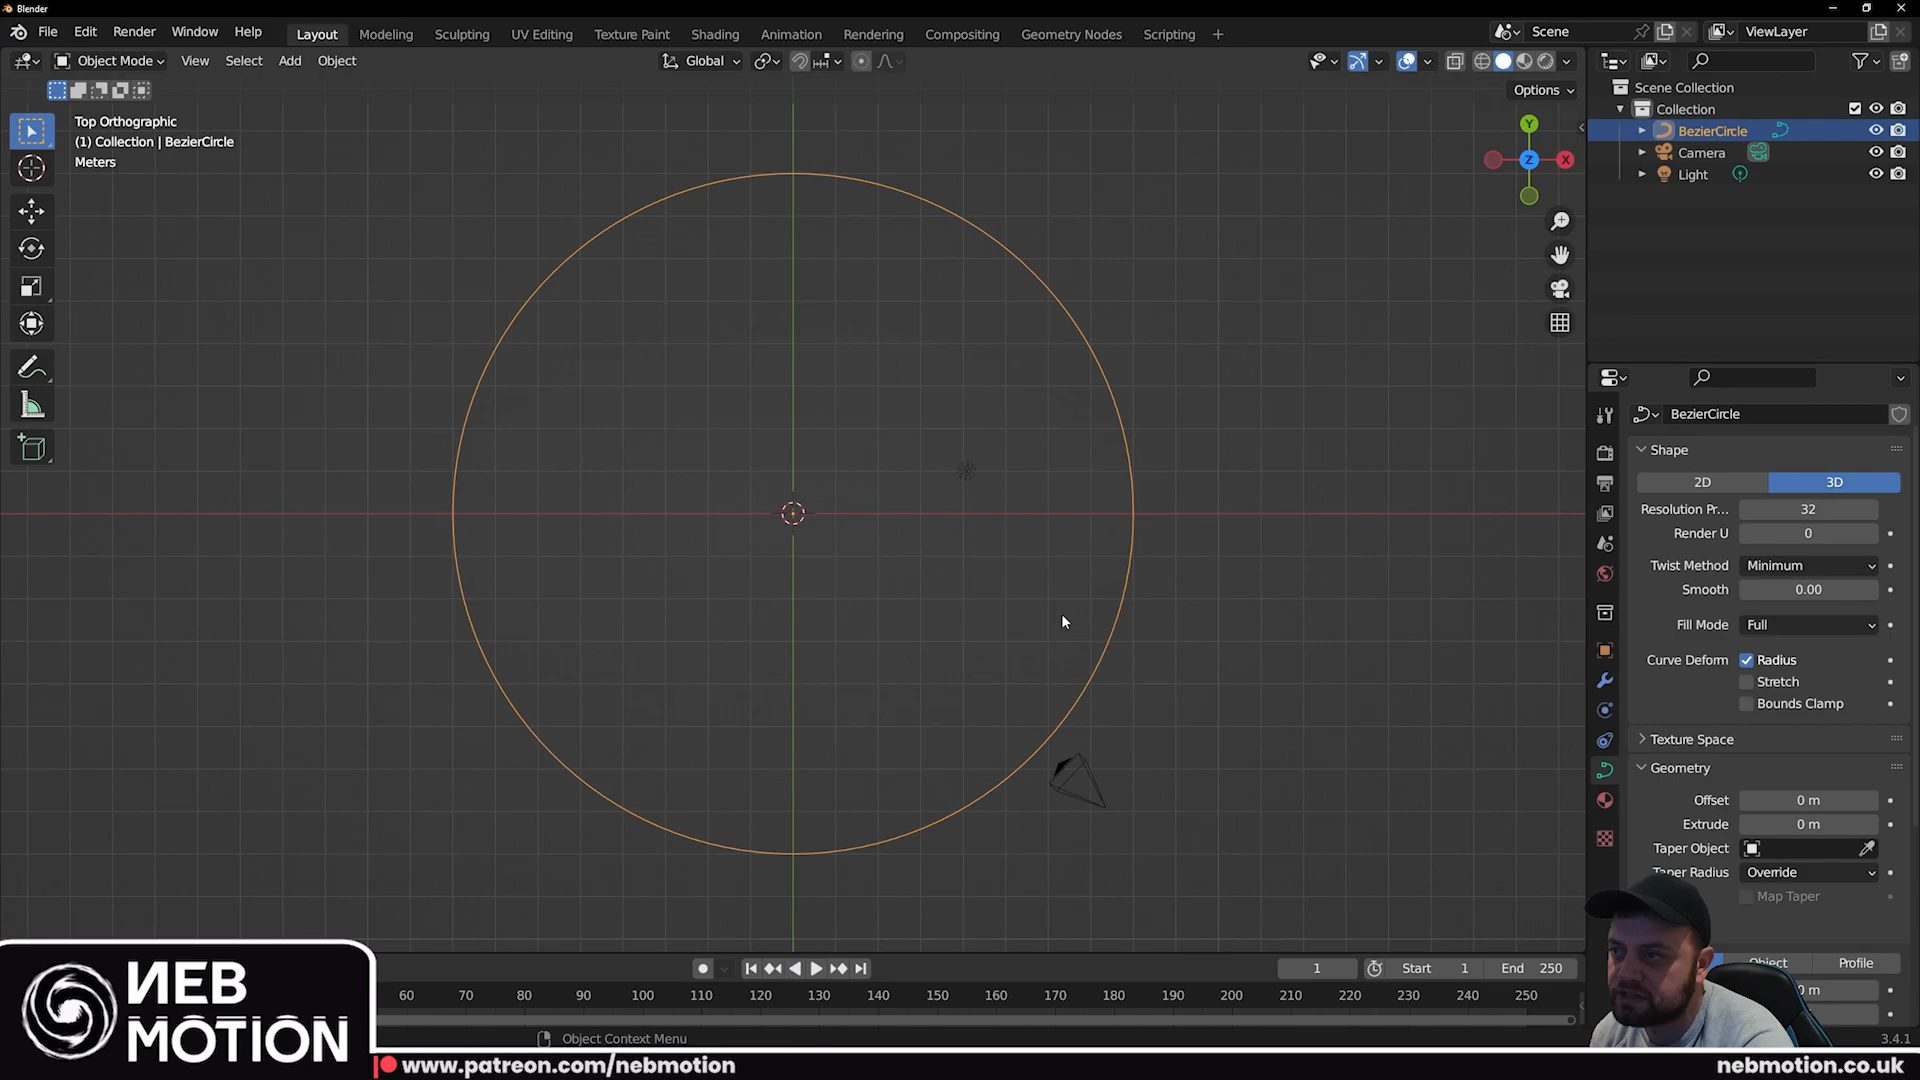 Blender
File Edit Render Window Help
Layout Modeling Sculpting UV Editing Texture Paint Shading Animation Rendering Compositing Geometry Nodes Scripting +
Scene ViewLayer
Object Mode View Select Add Object
Global
Options
Top Orthographic
(1) Collection | BezierCircle
Meters
Y
Z
X
Scene Collection
Collection
BezierCircle
Camera
Light
BezierCircle
Shape
2D 3D
Resolution Pr... 32
Render U 0
Twist Method Minimum
Smooth 0.00
Fill Mode Full
Curve Deform Radius
Stretch
Bounds Clamp
Texture Space
Geometry
Offset 0 m
Extrude 0 m
Taper Object
Taper Radius Override
Map Taper
Object Profile
0 m
1 Start 1 End 250
60 70 80 90 100 110 120 130 140 150 160 170 180 190 200 210 220 230 240 250
Object Context Menu
3.4.1
NEB
MOTION
www.patreon.com/nebmotion
nebmotion.co.uk